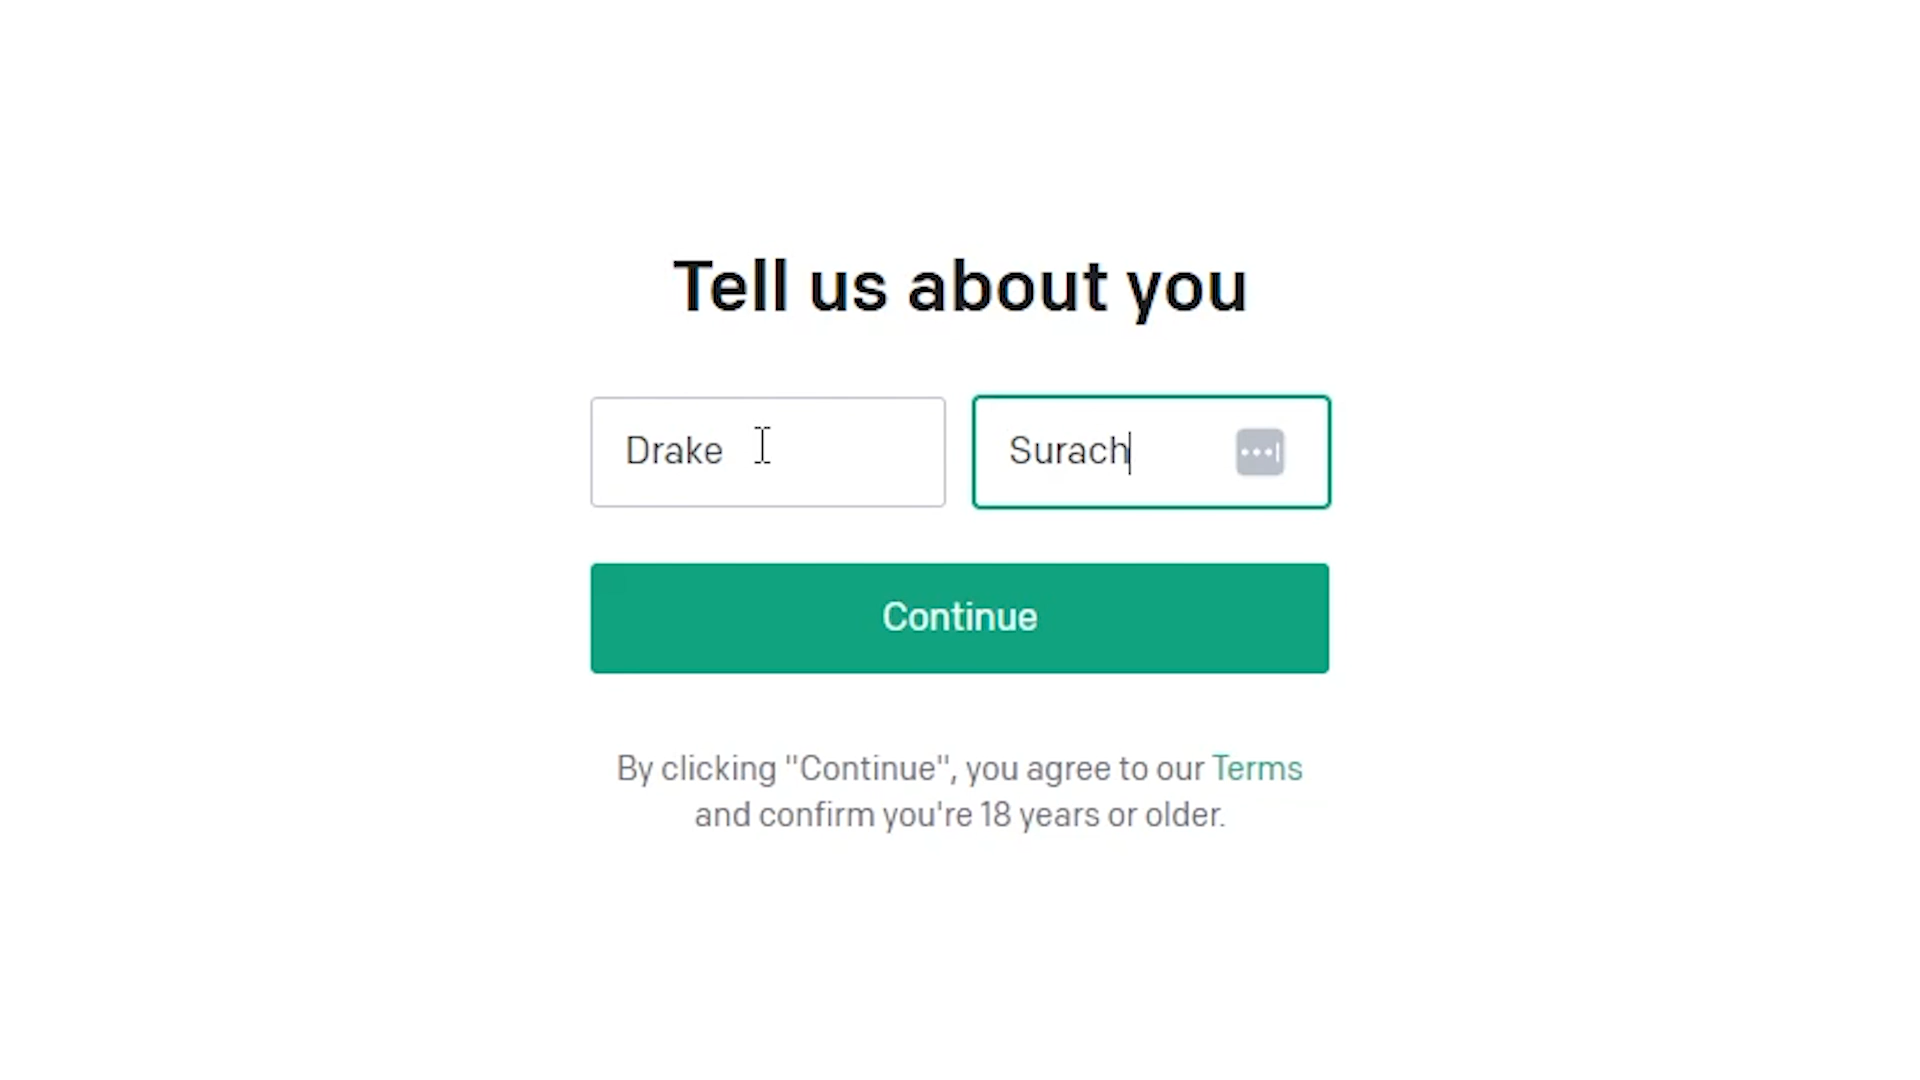 Tell us about you
Drake
Surach
Continue
By clicking "Continue", you agree to our Terms
and confirm you're 18 years or older.